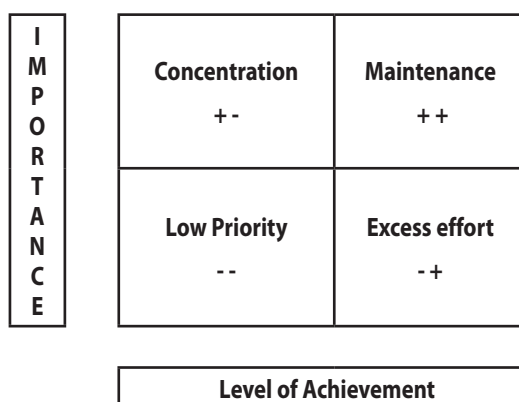 I
M
P
O
R
T
A
N
C
E
Concentration
+ -
Maintenance
+ +
Low Priority
- -
Excess effort
- +
Level of Achievement